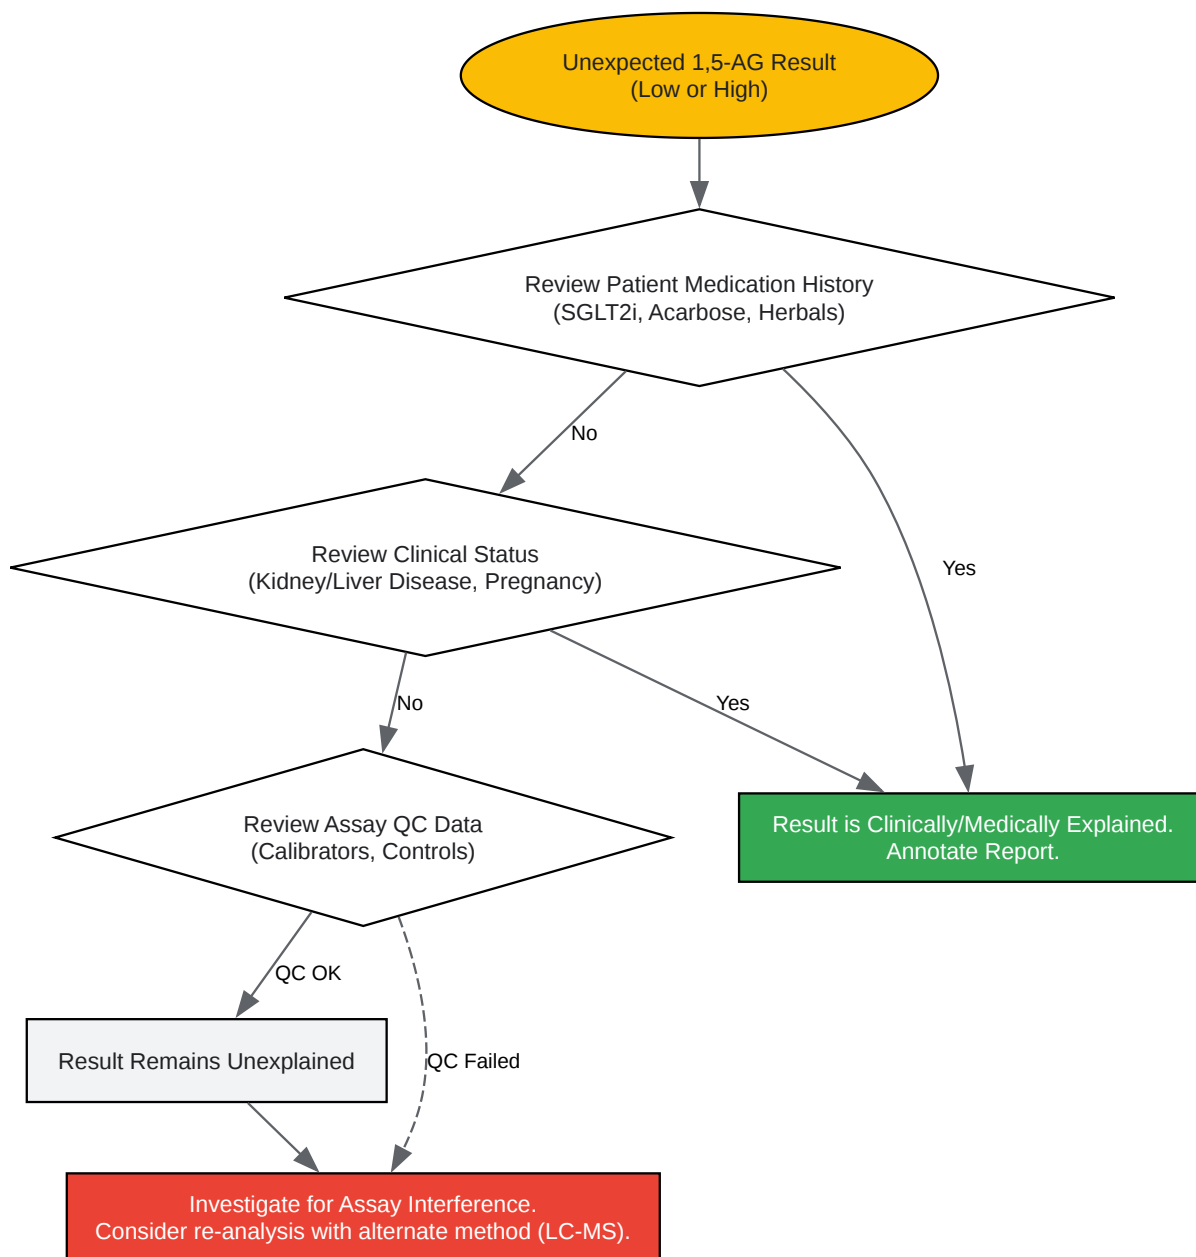 Unexpected 1,5-AG Result
(Low or High)
Review Patient Medication History
(SGLT2i, Acarbose, Herbals)
No
Yes
Review Clinical Status
(Kidney/Liver Disease, Pregnancy)
No
Yes
Review Assay QC Data
(Calibrators, Controls)
Result is Clinically/Medically Explained.
Annotate Report.
QC OK
QC Failed
Result Remains Unexplained
Investigate for Assay Interference.
Consider re-analysis with alternate method (LC-MS).